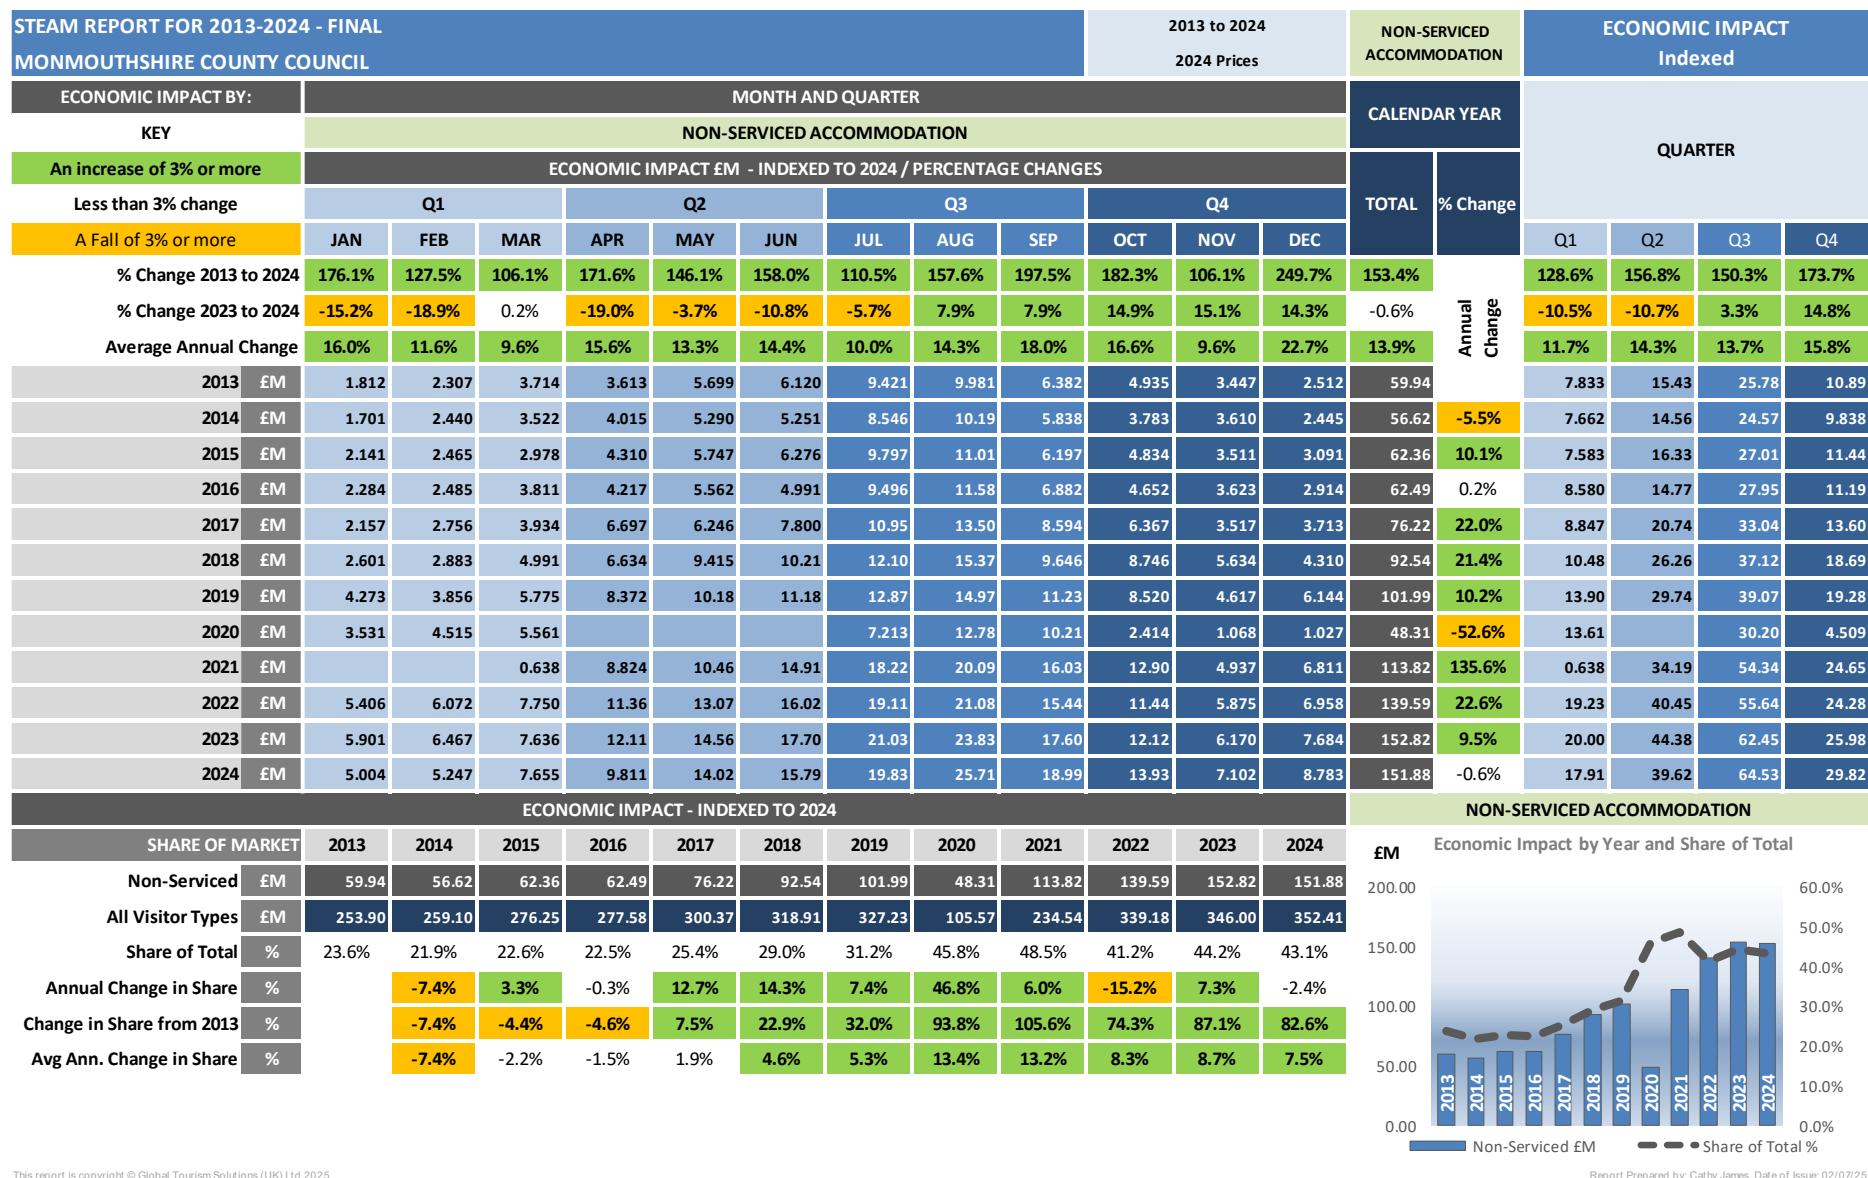 STEAM REPORT FOR 2013-2024 - FINAL
MONMOUTHSHIRE COUNTY COUNCIL
2013 to 2024
2024 Prices
NON-SERVICED
ACCOMMODATION
ECONOMIC IMPACT
Indexed
ECONOMIC IMPACT BY:
MONTH AND QUARTER
CALENDAR YEAR
QUARTER
KEY
NON-SERVICED ACCOMMODATION
An increase of 3% or more
ECONOMIC IMPACT £M - INDEXED TO 2024 / PERCENTAGE CHANGES
Less than 3% change Q1 Q2 Q3 Q4 TOTAL % Change
A Fall of 3% or more JAN FEB MAR APR MAY JUN JUL AUG SEP OCT NOV DEC Q1 Q2 Q3 Q4
% Change 2013 to 2024 176.1% 127.5% 106.1% 171.6% 146.1% 158.0% 110.5% 157.6% 197.5% 182.3% 106.1% 249.7% 153.4% 128.6% 156.8% 150.3% 173.7%
% Change 2023 to 2024 -15.2% -18.9% 0.2% -19.0% -3.7% -10.8% -5.7% 7.9% 7.9% 14.9% 15.1% 14.3% -0.6% -10.5% -10.7% 3.3% 14.8%
Average Annual Change 16.0% 11.6% 9.6% 15.6% 13.3% 14.4% 10.0% 14.3% 18.0% 16.6% 9.6% 22.7% 13.9% 11.7% 14.3% 13.7% 15.8%
Annual
Change
2013 £M 1.812 2.307 3.714 3.613 5.699 6.120 9.421 9.981 6.382 4.935 3.447 2.512 59.94 7.833 15.43 25.78 10.89
2014 £M 1.701 2.440 3.522 4.015 5.290 5.251 8.546 10.19 5.838 3.783 3.610 2.445 56.62 -5.5% 7.662 14.56 24.57 9.838
2015 £M 2.141 2.465 2.978 4.310 5.747 6.276 9.797 11.01 6.197 4.834 3.511 3.091 62.36 10.1% 7.583 16.33 27.01 11.44
2016 £M 2.284 2.485 3.811 4.217 5.562 4.991 9.496 11.58 6.882 4.652 3.623 2.914 62.49 0.2% 8.580 14.77 27.95 11.19
2017 £M 2.157 2.756 3.934 6.697 6.246 7.800 10.95 13.50 8.594 6.367 3.517 3.713 76.22 22.0% 8.847 20.74 33.04 13.60
2018 £M 2.601 2.883 4.991 6.634 9.415 10.21 12.10 15.37 9.646 8.746 5.634 4.310 92.54 21.4% 10.48 26.26 37.12 18.69
2019 £M 4.273 3.856 5.775 8.372 10.18 11.18 12.87 14.97 11.23 8.520 4.617 6.144 101.99 10.2% 13.90 29.74 39.07 19.28
2020 £M 3.531 4.515 5.561 7.213 12.78 10.21 2.414 1.068 1.027 48.31 -52.6% 13.61 30.20 4.509
2021 £M 0.638 8.824 10.46 14.91 18.22 20.09 16.03 12.90 4.937 6.811 113.82 135.6% 0.638 34.19 54.34 24.65
2022 £M 5.406 6.072 7.750 11.36 13.07 16.02 19.11 21.08 15.44 11.44 5.875 6.958 139.59 22.6% 19.23 40.45 55.64 24.28
2023 £M 5.901 6.467 7.636 12.11 14.56 17.70 21.03 23.83 17.60 12.12 6.170 7.684 152.82 9.5% 20.00 44.38 62.45 25.98
2024 £M 5.004 5.247 7.655 9.811 14.02 15.79 19.83 25.71 18.99 13.93 7.102 8.783 151.88 -0.6% 17.91 39.62 64.53 29.82
ECONOMIC IMPACT - INDEXED TO 2024
SHARE OF MARKET 2013 2014 2015 2016 2017 2018 2019 2020 2021 2022 2023 2024
Non-Serviced £M 59.94 56.62 62.36 62.49 76.22 92.54 101.99 48.31 113.82 139.59 152.82 151.88
All Visitor Types £M 253.90 259.10 276.25 277.58 300.37 318.91 327.23 105.57 234.54 339.18 346.00 352.41
Share of Total % 23.6% 21.9% 22.6% 22.5% 25.4% 29.0% 31.2% 45.8% 48.5% 41.2% 44.2% 43.1%
Annual Change in Share % -7.4% 3.3% -0.3% 12.7% 14.3% 7.4% 46.8% 6.0% -15.2% 7.3% -2.4%
Change in Share from 2013 % -7.4% -4.4% -4.6% 7.5% 22.9% 32.0% 93.8% 105.6% 74.3% 87.1% 82.6%
Avg Ann. Change in Share % -7.4% -2.2% -1.5% 1.9% 4.6% 5.3% 13.4% 13.2% 8.3% 8.7% 7.5%
NON-SERVICED ACCOMMODATION
Economic Impact by Year and Share of Total
£M
200.00 60.0%
50.0%
150.00
40.0%
100.00 30.0%
20.0%
50.00
10.0%
0.00 0.0%
2013 2014 2015 2016 2017 2018 2019 2020 2021 2022 2023 2024
Non-Serviced £M Share of Total %
This report is copyright © Global Tourism Solutions (UK) Ltd 2025
Report Prepared by: Cathy James. Date of Issue: 02/07/25